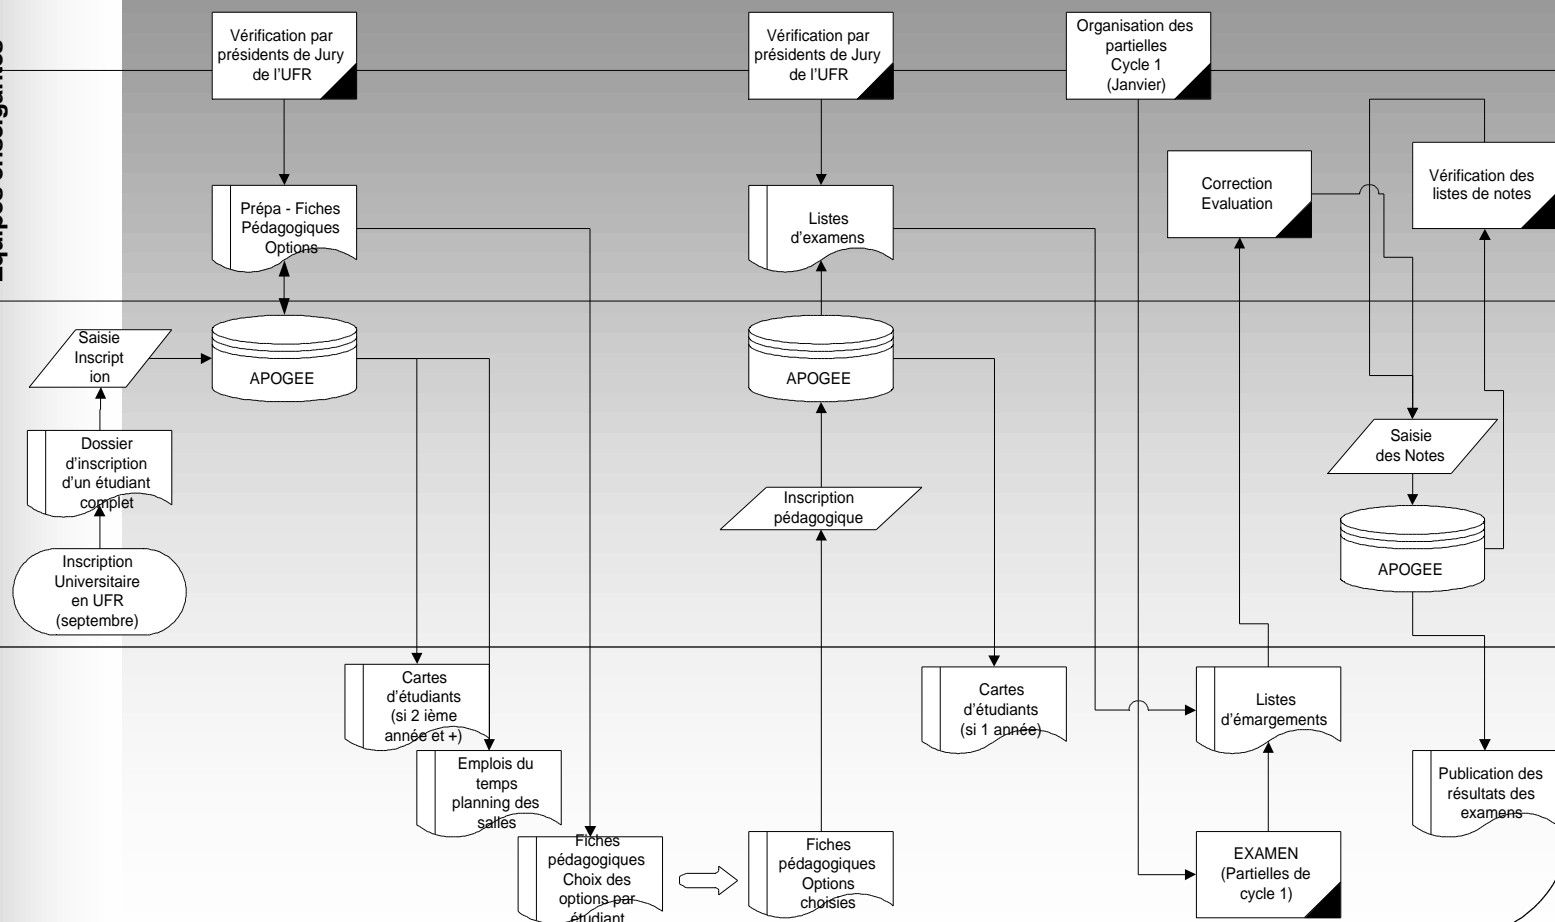 Equipes enseignantes
Vérification par
présidents de Jury
de l'UFR
Vérification par
présidents de Jury
de l'UFR
Organisation des
partielles
Cycle 1
(Janvier)
Prépa - Fiches
Pédagogiques
Options
Listes
d'examens
Correction
Evaluation
Vérification des
listes de notes
Saisie
Inscript
ion
APOGEE
APOGEE
Dossier
d'inscription
d'un étudiant
complet
Saisie
des Notes
Inscription
pédagogique
Inscription
Universitaire
en UFR
(septembre)
APOGEE
Cartes
d'étudiants
(si 2 ième
année et +)
Cartes
d'étudiants
(si 1 année)
Listes
d'émargements
Emplois du
temps
planning des
salles
Publication des
résultats des
examens
Fiches
pédagogiques
Choix des
options par
étudiant
Fiches
pédagogiques
Options
choisies
EXAMEN
(Partielles de
cycle 1)